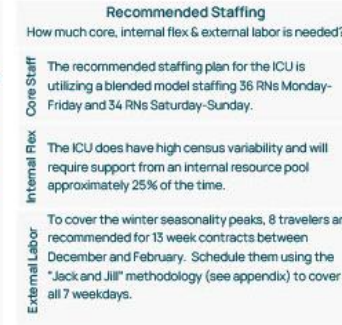 Recommended Staffing
How much core, internal flex & external labor is needed?
Core Staff
The recommended staffing plan for the ICU is
utilizing a blended model staffing 36 RNs Monday-
Friday and 34 RNs Saturday-Sunday.
Internal Flex
The ICU does have high census variability and will
require support from an internal resource pool
approximately 25% of the time.
External Labor
To cover the winter seasonality peaks, 8 travelers
recommended for 13 week contracts between
December and February. Schedule them using the
"Jack and Jill" methodology (see appendix) to cover
all 7 weekdays.